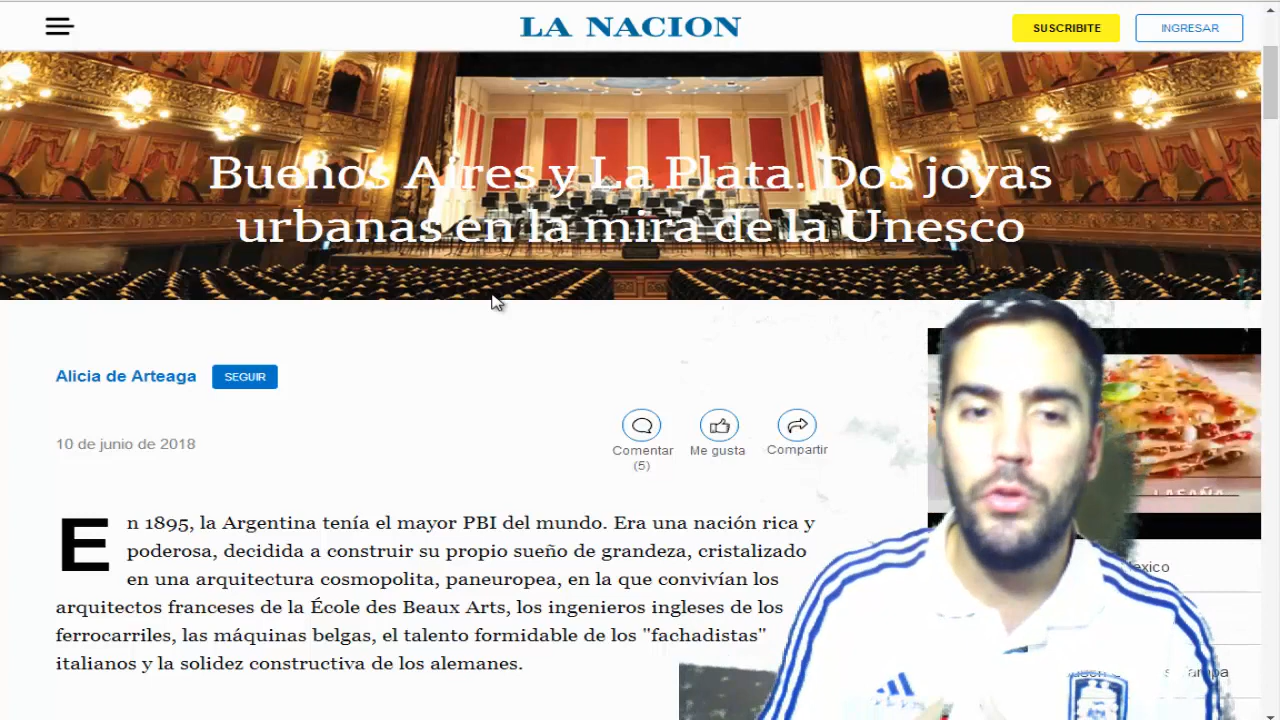 LA NACION
SUSCRIBITE
INGRESAR
Buenos Aires y La Plata. Dos joyas
urbanas en la mira de la Unesco
Alicia de Arteaga
SEGUIR
10 de junio de 2018
Comentar
(5)
Me gusta
Compartir
En 1895, la Argentina tenía el mayor PBI del mundo. Era una nación rica y
poderosa, decidida a construir su propio sueño de grandeza, cristalizado
en una arquitectura cosmopolita, paneuropea, en la que convivían los
arquitectos franceses de la École des Beaux Arts, los ingenieros ingleses de los
ferrocarriles, las máquinas belgas, el talento formidable de los "fachadistas"
italianos y la solidez constructiva de los alemanes.
LASAÑA